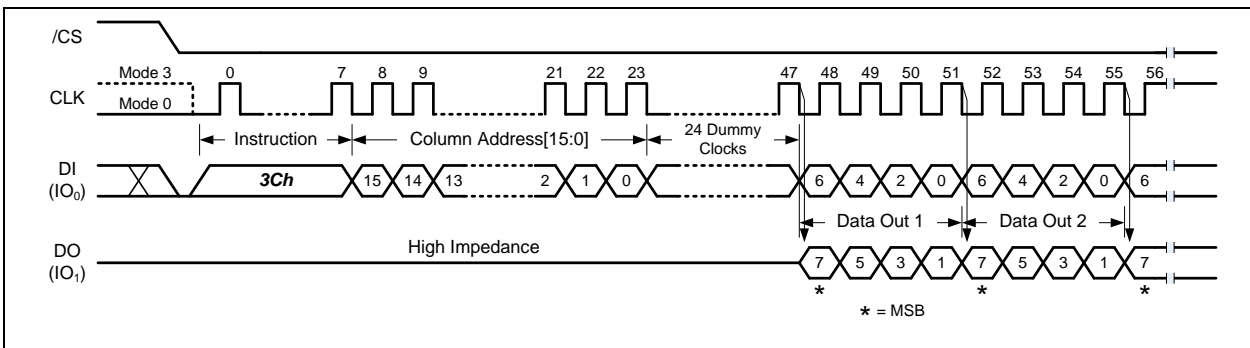 /CS
Mode 3 0 7 8 9 21 22 23 47 48 49 50 51 52 53 54 55 56
CLK
Mode 0
Instruction Column Address[15:0] 24 Dummy
Clocks
DI
(IO0)
3Ch 15 14 13 2 1 0 6 4 2 0 6 4 2 0 6
Data Out 1 Data Out 2
DO
(IO1)
High Impedance
7 5 3 1 7 5 3 1 7
* * *
* = MSB